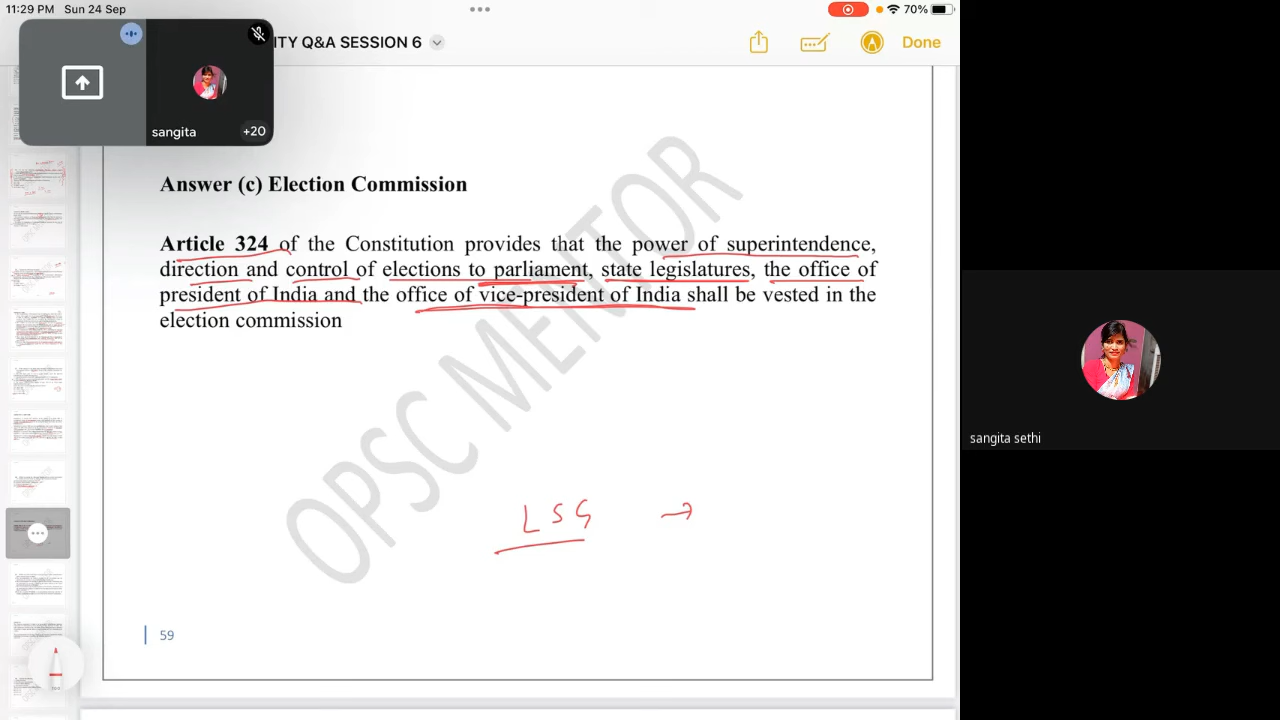 11:29 PM Sun 24 Sep
70%
ITY Q&A SESSION 6
Done
sangita
+20
Answer (c) Election Commission
Article 324 of the Constitution provides that the power of superintendence,
direction and control of elections to parliament, state legislatures, the office of
president of India and the office of vice-president of India shall be vested in the
election commission
OPSC MENTOR
LSG →
59
sangita sethi